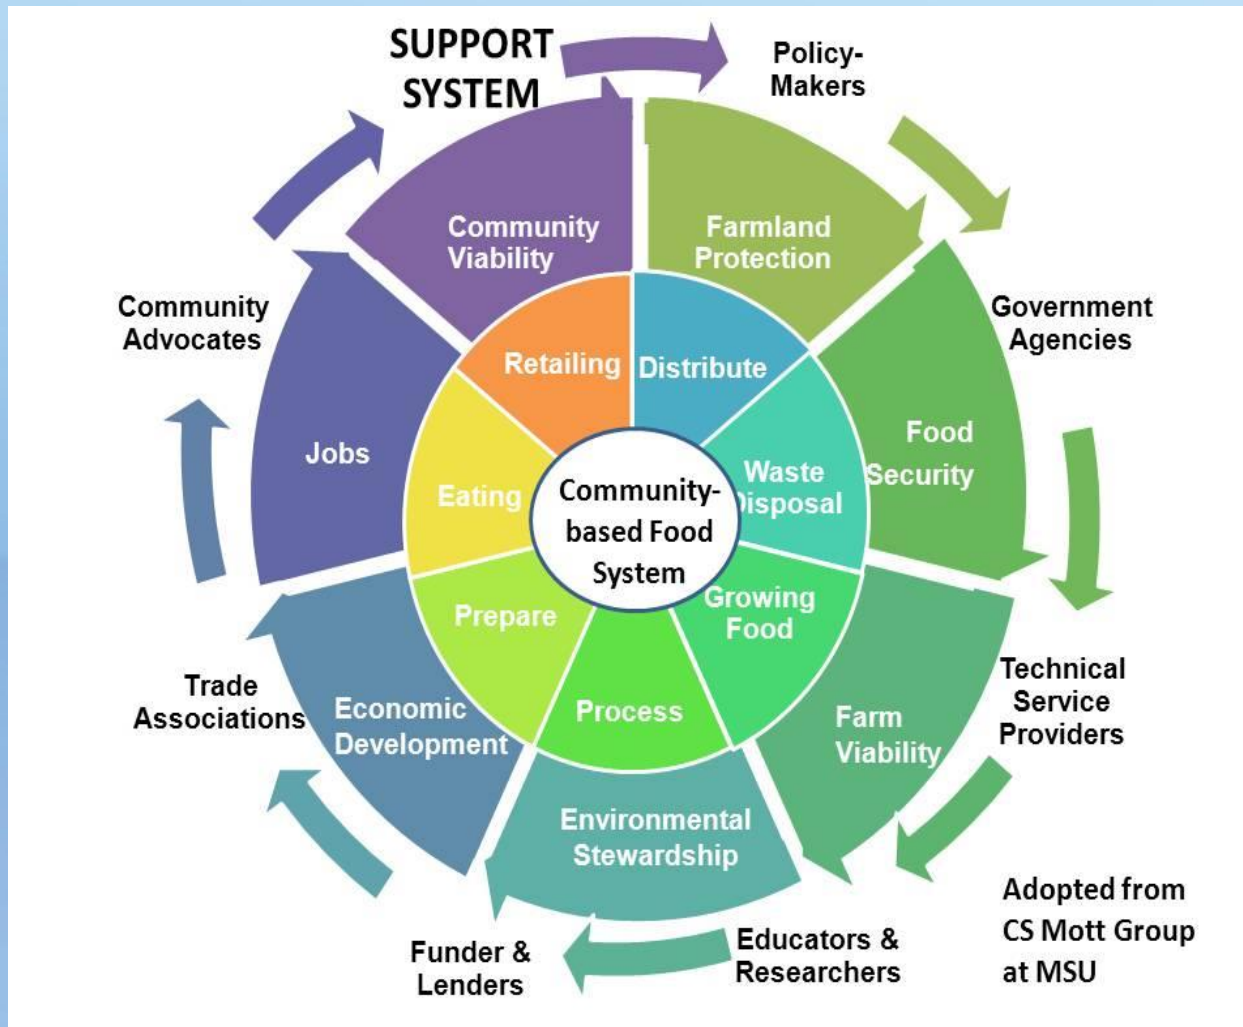 SUPPORT
SYSTEM
Policy-
Makers
Community
Viability
Farmland
Protection
Community
Advocates
Government
Agencies
Retailing
Distribute
Jobs
Food
Security
Eating
Waste
Disposal
Community-
based Food
System
Prepare
Growing
Food
Trade
Associations
Technical
Service
Providers
Economic
Development
Process
Farm
Viability
Environmental
Stewardship
Adopted from
CS Mott Group
at MSU
Funder &
Lenders
Educators &
Researchers